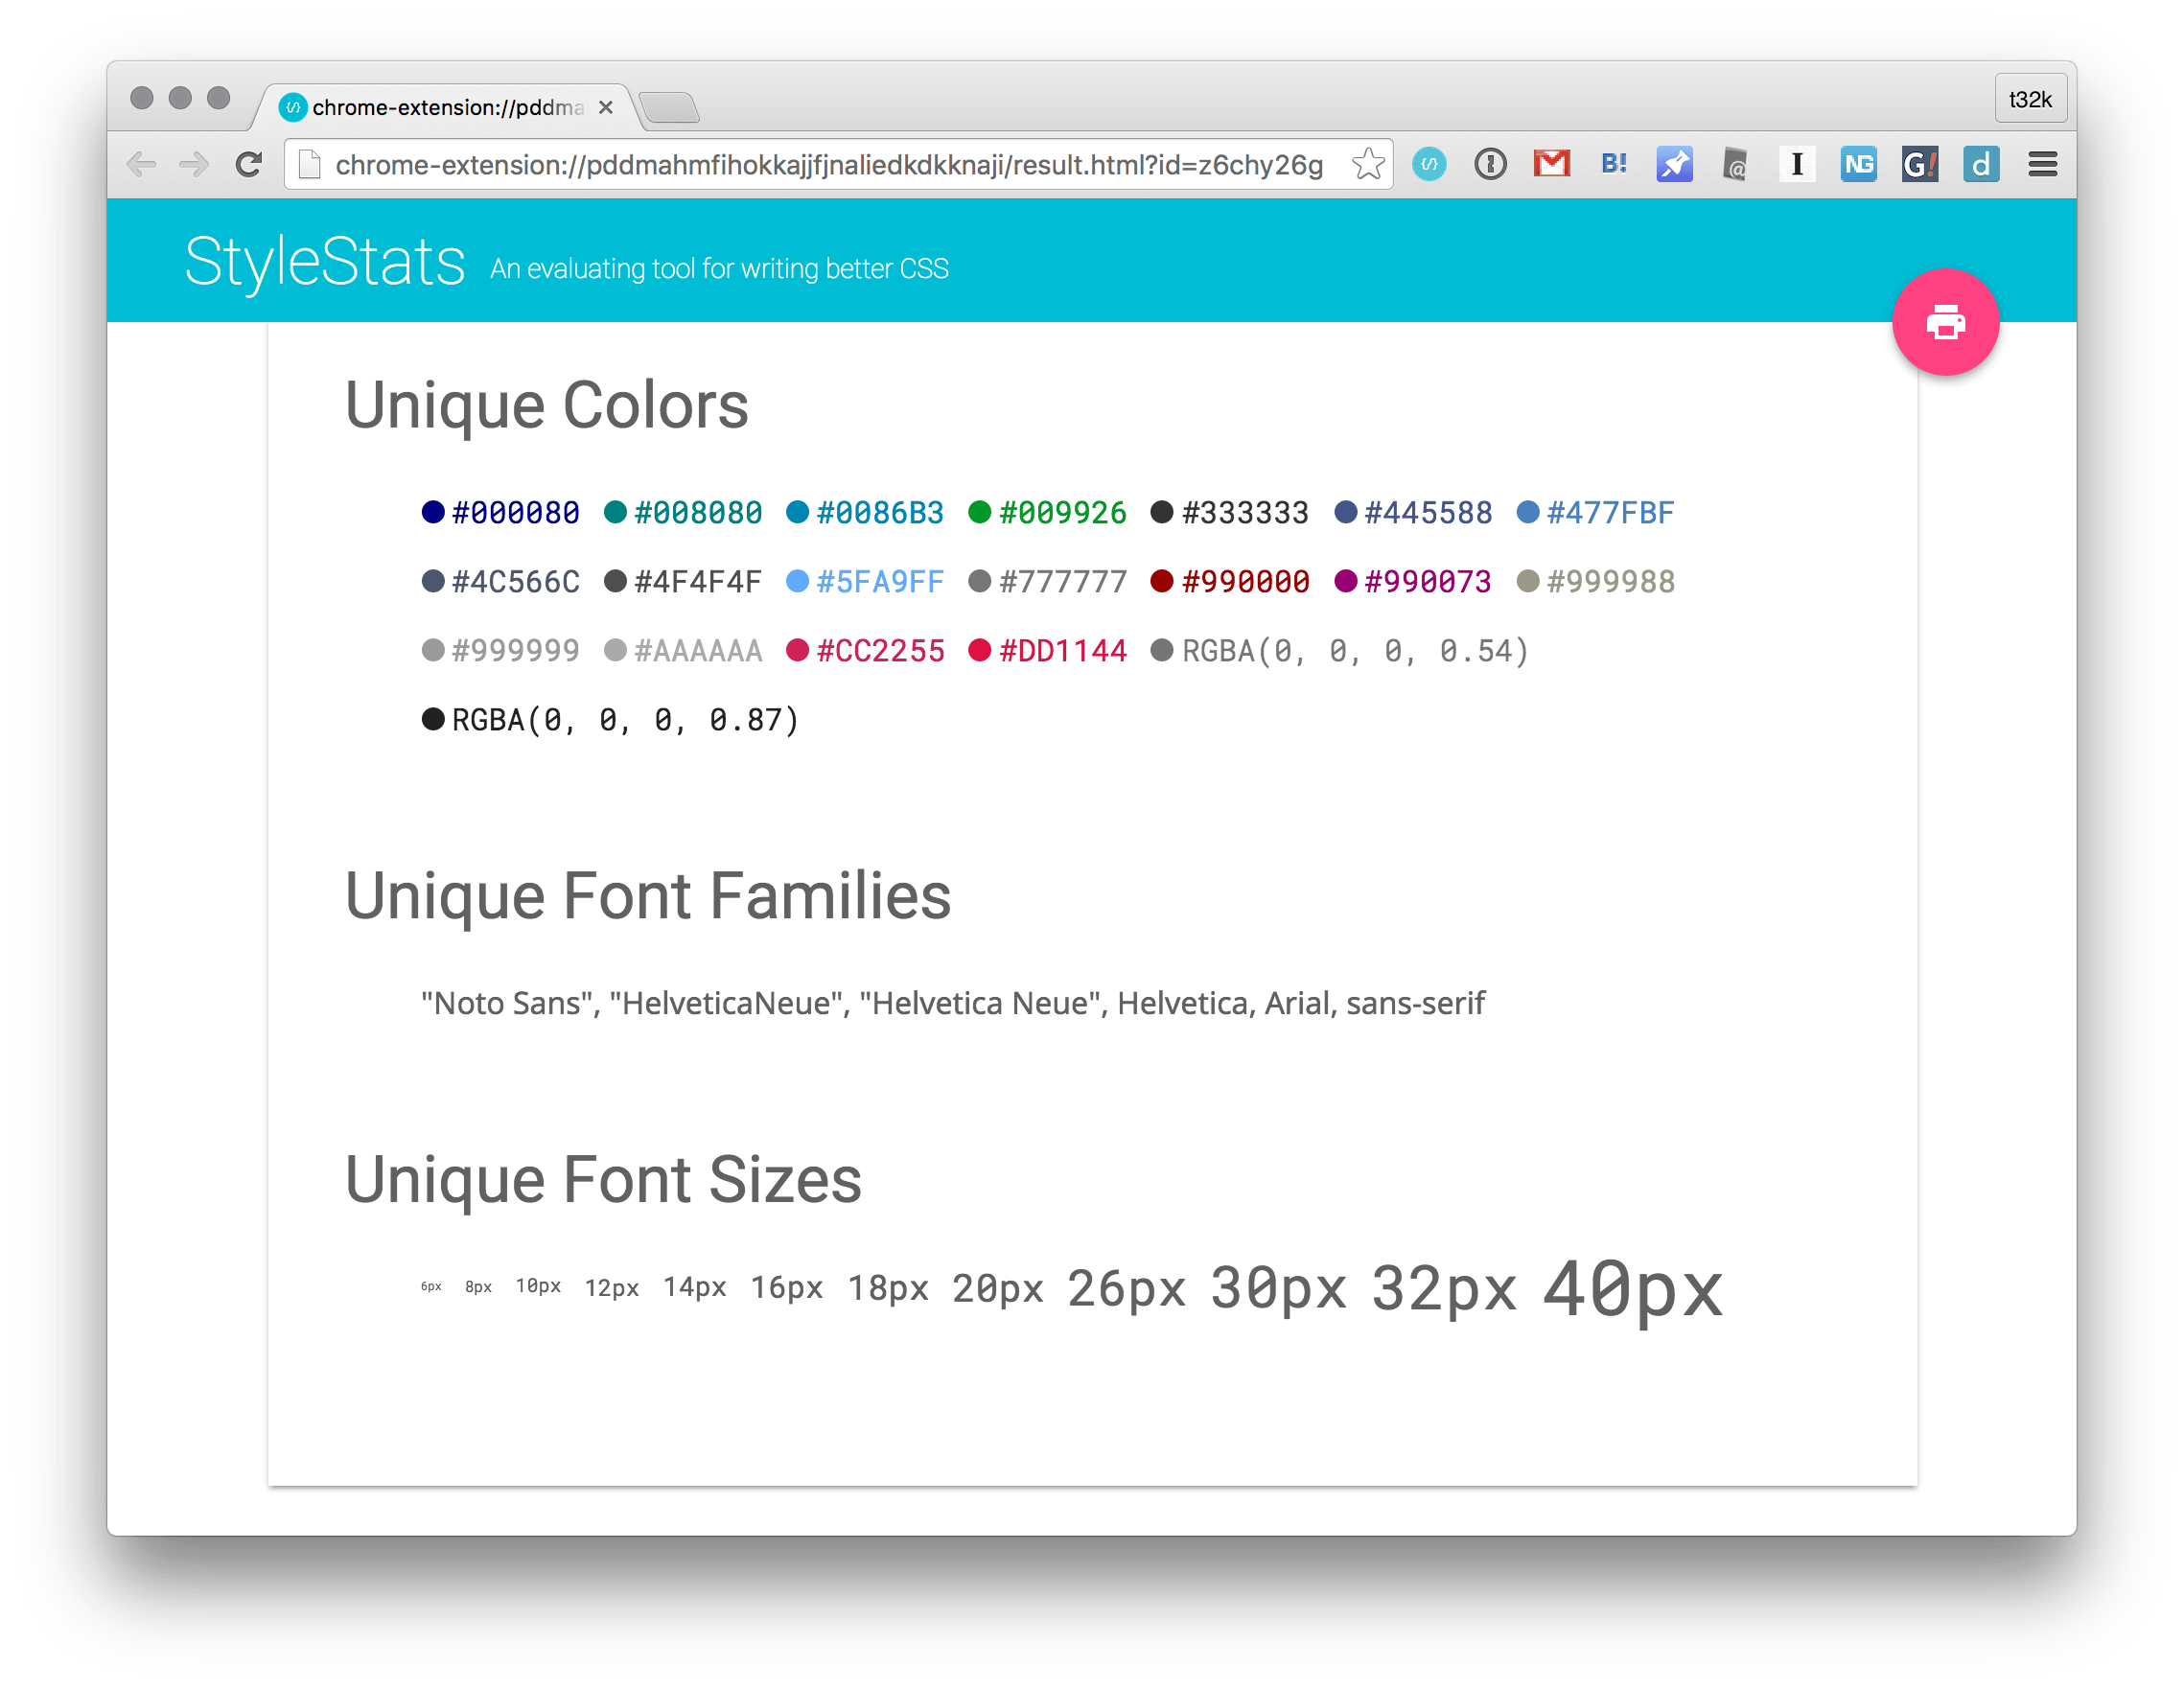 chrome-extension://pddma
t32k
chrome-extension://pddmahmfihokkajjfjnaliedkdkknaji/result.html?id=z6chy26g
B! @ I NG G! d
StyleStats An evaluating tool for writing better CSS
Unique Colors
#000080 #008080 #0086B3 #009926 #333333 #445588 #477FBF
#4C566C #4F4F4F #5FA9FF #777777 #990000 #990073 #999988
#999999 #AAAAAA #CC2255 #DD1144 RGBA(0, 0, 0, 0.54)
RGBA(0, 0, 0, 0.87)
Unique Font Families
"Noto Sans", "HelveticaNeue", "Helvetica Neue", Helvetica, Arial, sans-serif
Unique Font Sizes
6px 8px 10px 12px 14px 16px 18px 20px 26px 30px 32px 40px